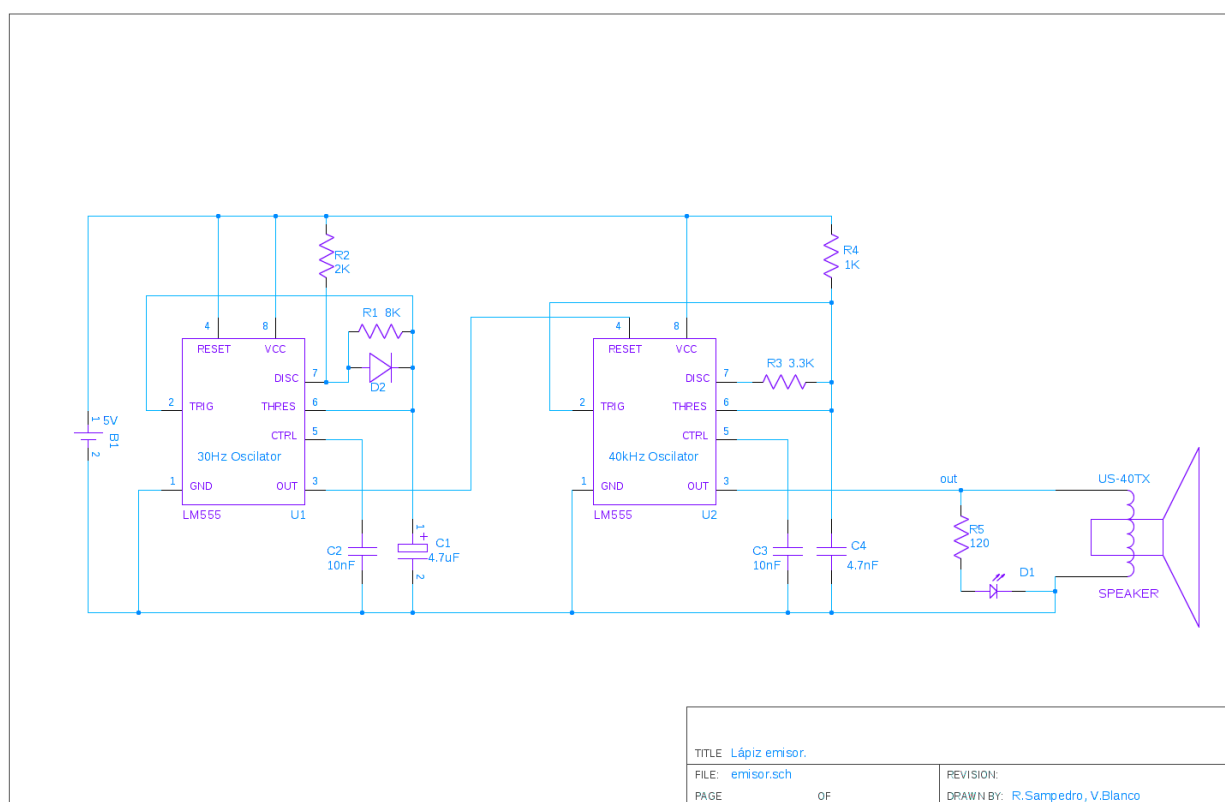 R2
2K
R4
1K
R1 8K
D2
4
8
RESET
VCC
DISC
7
2
TRIG
THRES
6
CTRL
5
30Hz Oscilator
1
GND
OUT
3
LM555
U1
1
5V
B1
2
4
8
RESET
VCC
DISC
7
R3 3.3K
2
TRIG
THRES
6
CTRL
5
40kHz Oscilator
1
GND
OUT
3
LM555
U2
C2
10nF
1
+
C1
4.7uF
2
C3
10nF
C4
4.7nF
out
US-40TX
R5
120
D1
SPEAKER
TITLE Lápiz emisor.
FILE: emisor.sch
REVISION:
PAGE OF
DRAWN BY: R.Sampedro, V.Blanco